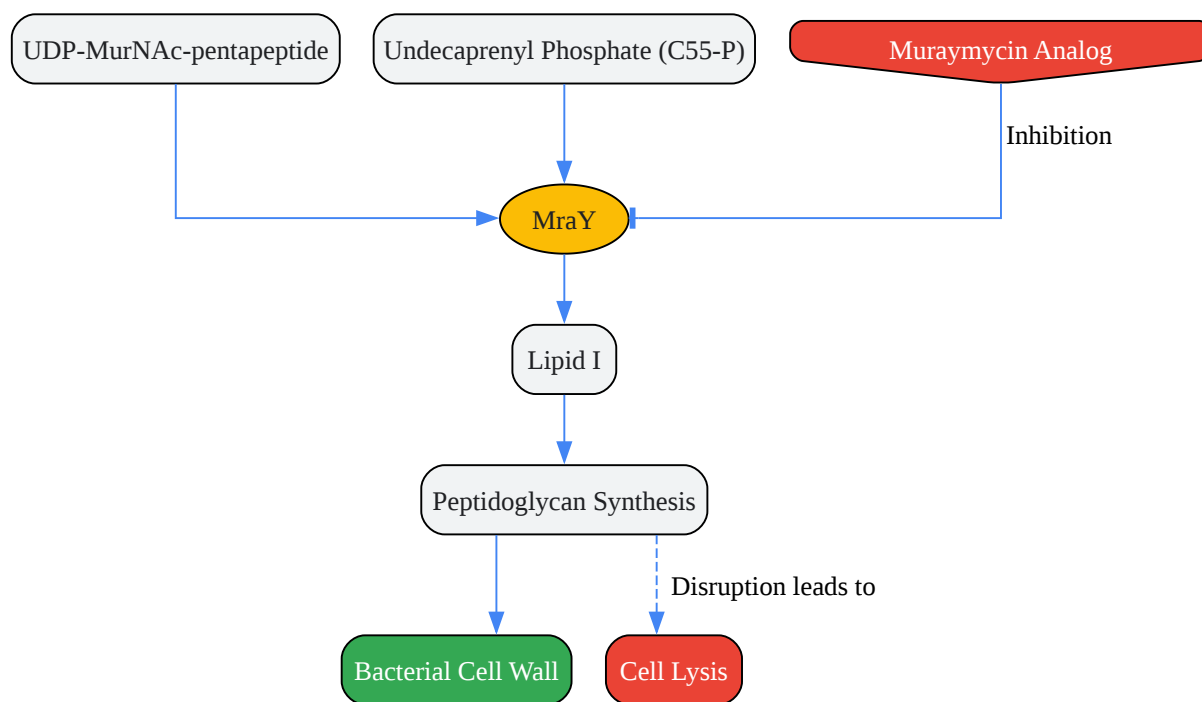 UDP-MurNAc-pentapeptide
Undecaprenyl Phosphate (C55-P)
Muraymycin Analog
Inhibition
MraY
Lipid I
Peptidoglycan Synthesis
Disruption leads to
Bacterial Cell Wall
Cell Lysis